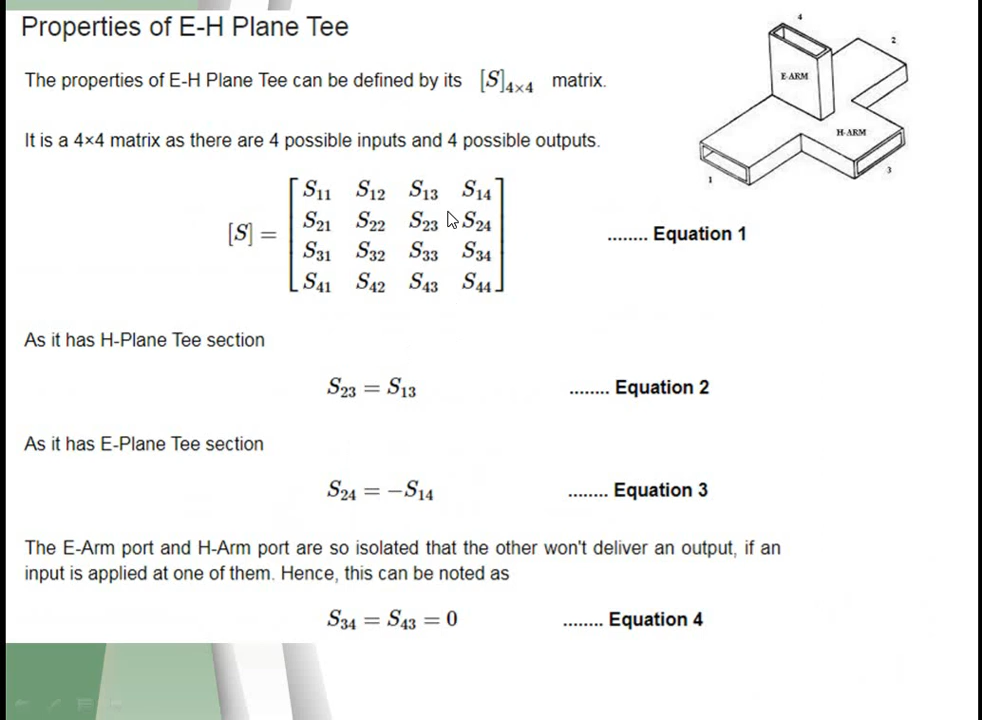 Properties of E-H Plane Tee
The properties of E-H Plane Tee can be defined by its [S]₄ₓ₄ matrix.
It is a 4×4 matrix as there are 4 possible inputs and 4 possible outputs.
4
2
E-ARM
H-ARM
1
3
S₁₁ S₁₂ S₁₃ S₁₄
S₂₁ S₂₂ S₂₃ S₂₄
[S] = ........ Equation 1
S₃₁ S₃₂ S₃₃ S₃₄
S₄₁ S₄₂ S₄₃ S₄₄
As it has H-Plane Tee section
S₂₃ = S₁₃ ........ Equation 2
As it has E-Plane Tee section
S₂₄ = −S₁₄ ........ Equation 3
The E-Arm port and H-Arm port are so isolated that the other won't deliver an output, if an
input is applied at one of them. Hence, this can be noted as
S₃₄ = S₄₃ = 0 ........ Equation 4